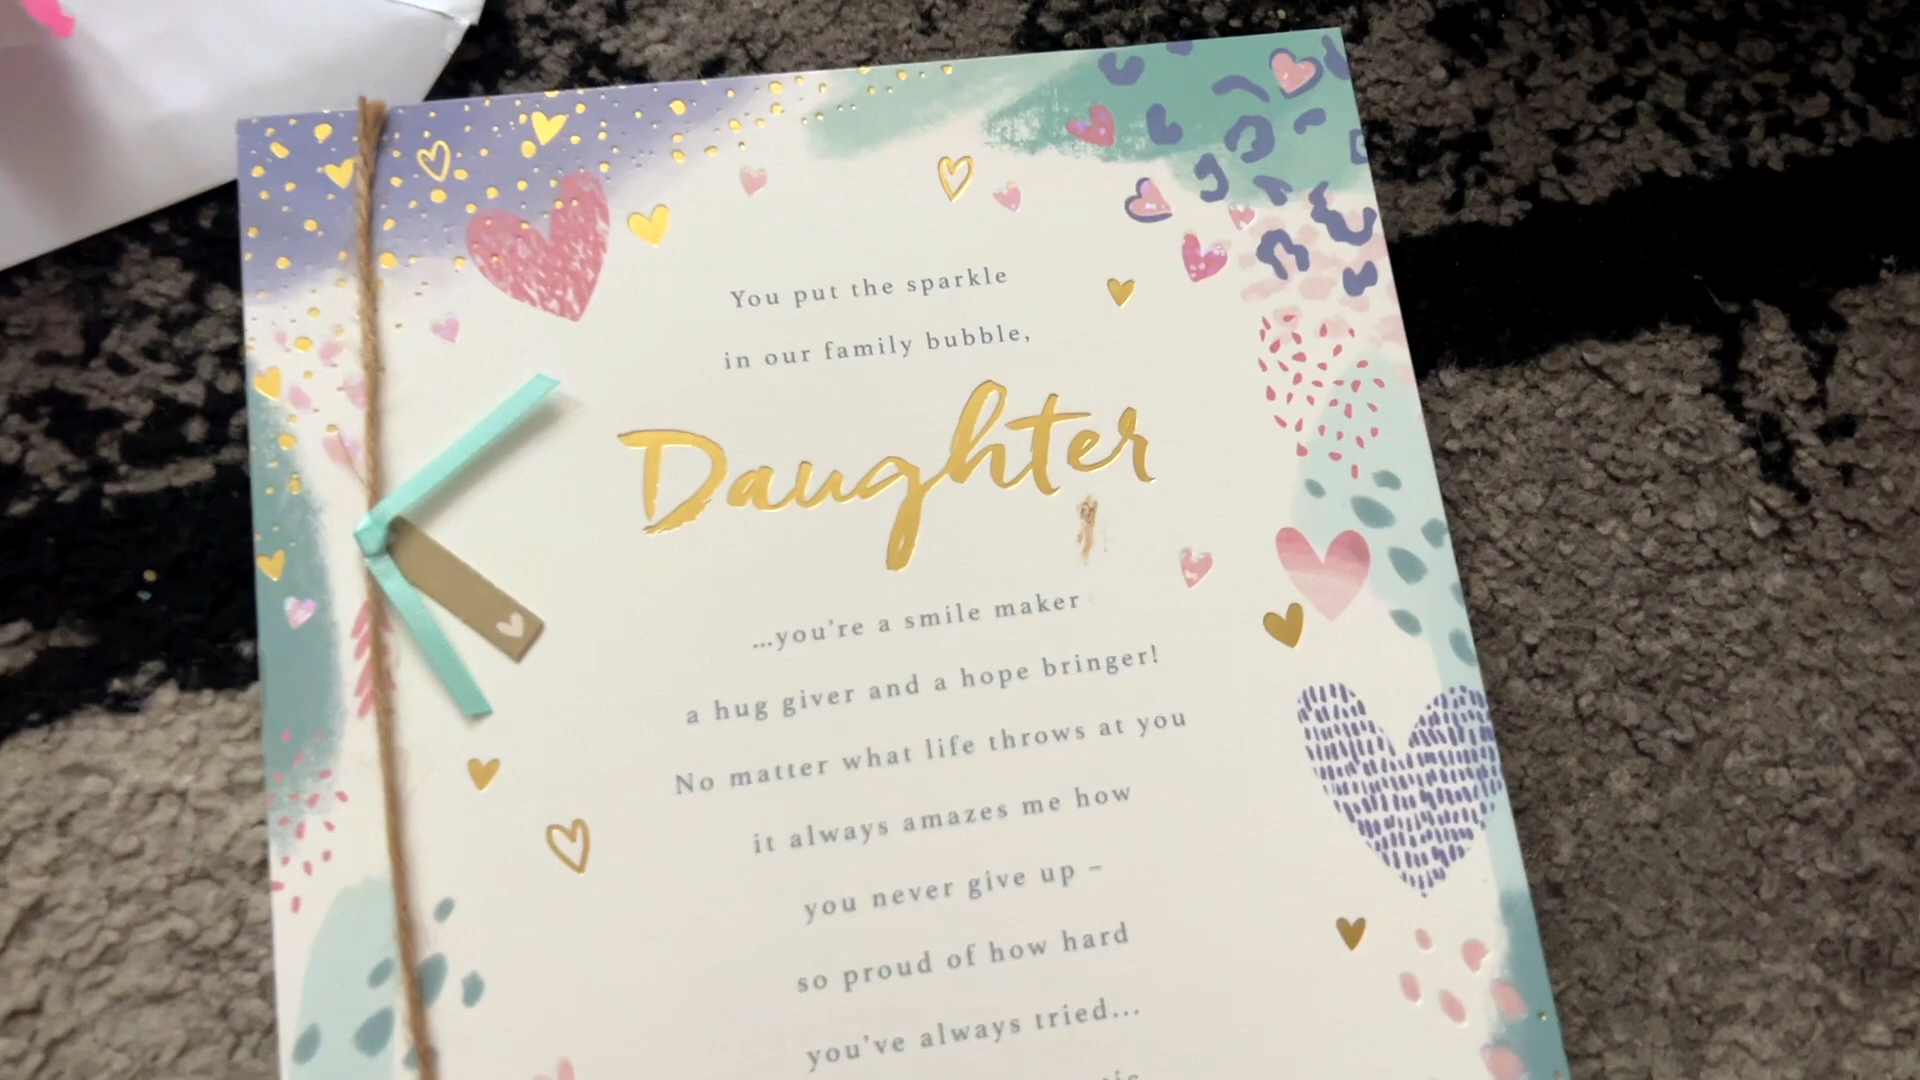 You put the sparkle
in our family bubble,
Daughter
...you're a smile maker
a hug giver and a hope bringer!
No matter what life throws at you
it always amazes me how
you never give up –
so proud of how hard
you've always tried...